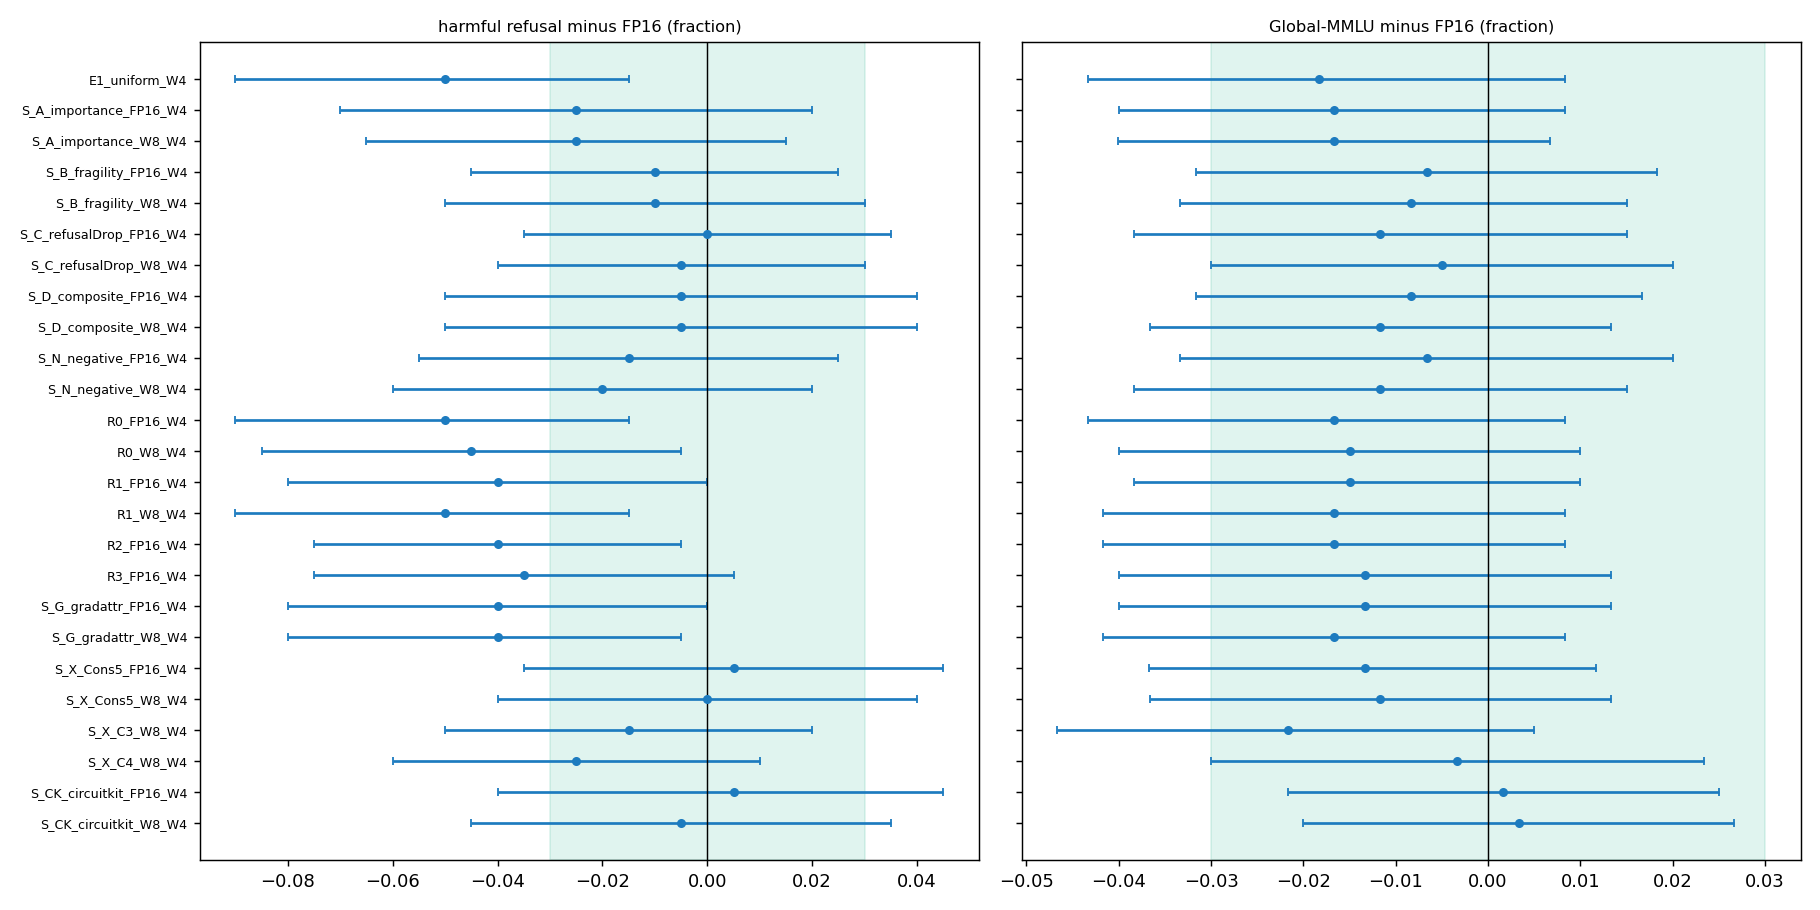 harmful refusal minus FP16 (fraction)
Global-MMLU minus FP16 (fraction)
E1_uniform_W4
S_A_importance_FP16_W4
S_A_importance_W8_W4
S_B_fragility_FP16_W4
S_B_fragility_W8_W4
S_C_refusalDrop_FP16_W4
S_C_refusalDrop_W8_W4
S_D_composite_FP16_W4
S_D_composite_W8_W4
S_N_negative_FP16_W4
S_N_negative_W8_W4
R0_FP16_W4
R0_W8_W4
R1_FP16_W4
R1_W8_W4
R2_FP16_W4
R3_FP16_W4
S_G_gradattr_FP16_W4
S_G_gradattr_W8_W4
S_X_Cons5_FP16_W4
S_X_Cons5_W8_W4
S_X_C3_W8_W4
S_X_C4_W8_W4
S_CK_circuitkit_FP16_W4
S_CK_circuitkit_W8_W4
−0.08 −0.06 −0.04 −0.02 0.00 0.02 0.04
−0.05 −0.04 −0.03 −0.02 −0.01 0.00 0.01 0.02 0.03